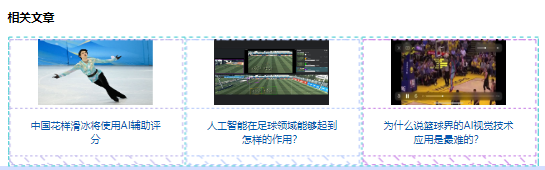 相关文章
中国花样滑冰将使用AI辅助评
分
人工智能在足球领域能够起到
怎样的作用？
为什么说篮球界的AI视觉技术
应用是最难的？